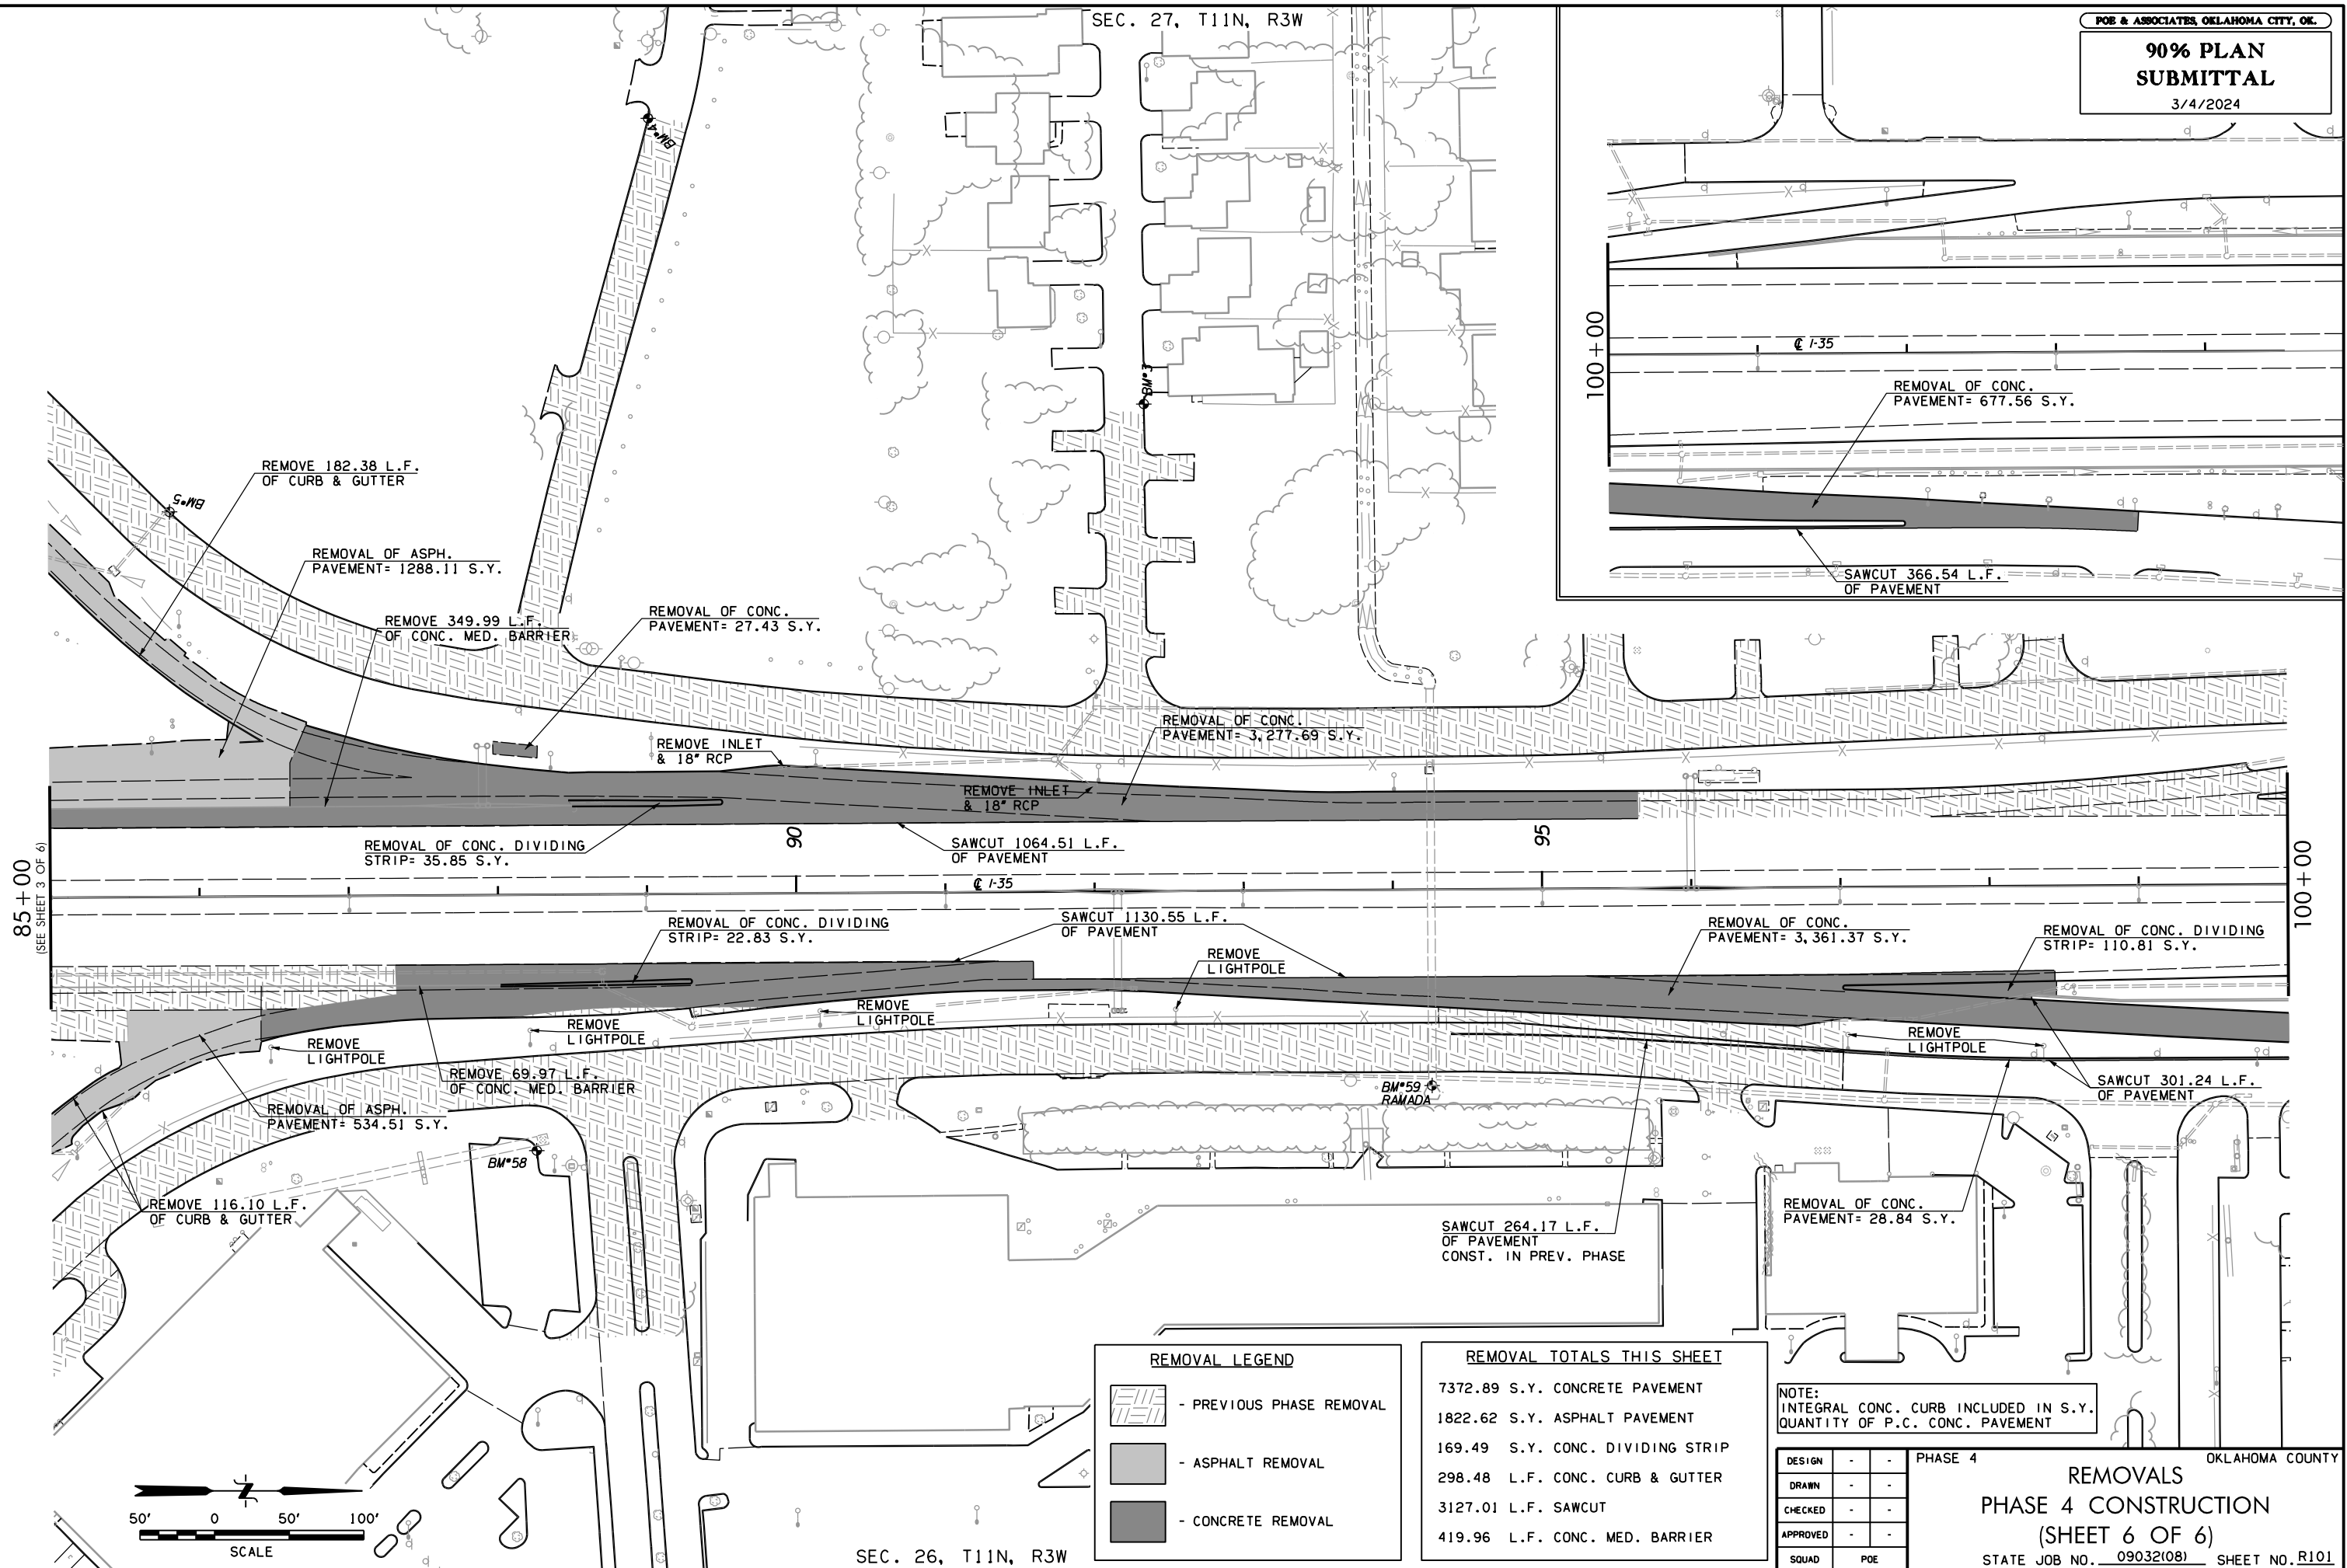 SEC. 27, T11N, R3W
POE & ASSOCIATES, OKLAHOMA CITY, OK.
90% PLAN
SUBMITTAL
3/4/2024
BM#4
BM#3
BM#5
100+00
℄ I-35
REMOVAL OF CONC.
PAVEMENT= 677.56 S.Y.
SAWCUT 366.54 L.F.
OF PAVEMENT
REMOVE 182.38 L.F.
OF CURB & GUTTER
REMOVAL OF ASPH.
PAVEMENT= 1288.11 S.Y.
REMOVE 349.99 L.F.
OF CONC. MED. BARRIER
REMOVAL OF CONC.
PAVEMENT= 27.43 S.Y.
REMOVE INLET
& 18" RCP
REMOVAL OF CONC.
PAVEMENT= 3,277.69 S.Y.
REMOVE INLET
& 18" RCP
REMOVAL OF CONC. DIVIDING
STRIP= 35.85 S.Y.
90
SAWCUT 1064.51 L.F.
OF PAVEMENT
95
85+00
(SEE SHEET 3 OF 6)
℄ I-35
100+00
REMOVAL OF CONC. DIVIDING
STRIP= 22.83 S.Y.
SAWCUT 1130.55 L.F.
OF PAVEMENT
REMOVE
LIGHTPOLE
REMOVAL OF CONC.
PAVEMENT= 3,361.37 S.Y.
REMOVAL OF CONC. DIVIDING
STRIP= 110.81 S.Y.
REMOVE
LIGHTPOLE
REMOVE
LIGHTPOLE
REMOVE
LIGHTPOLE
REMOVE
LIGHTPOLE
REMOVE 69.97 L.F.
OF CONC. MED. BARRIER
BM#59
RAMADA
SAWCUT 301.24 L.F.
OF PAVEMENT
REMOVAL OF ASPH.
PAVEMENT= 534.51 S.Y.
BM#58
REMOVE 116.10 L.F.
OF CURB & GUTTER
SAWCUT 264.17 L.F.
OF PAVEMENT
CONST. IN PREV. PHASE
REMOVAL OF CONC.
PAVEMENT= 28.84 S.Y.
REMOVAL LEGEND
- PREVIOUS PHASE REMOVAL
- ASPHALT REMOVAL
- CONCRETE REMOVAL
REMOVAL TOTALS THIS SHEET
7372.89 S.Y. CONCRETE PAVEMENT
1822.62 S.Y. ASPHALT PAVEMENT
169.49 S.Y. CONC. DIVIDING STRIP
298.48 L.F. CONC. CURB & GUTTER
3127.01 L.F. SAWCUT
419.96 L.F. CONC. MED. BARRIER
NOTE:
INTEGRAL CONC. CURB INCLUDED IN S.Y.
QUANTITY OF P.C. CONC. PAVEMENT
N
50' 0 50' 100'
SCALE
SEC. 26, T11N, R3W
DESIGN - -
DRAWN - -
CHECKED - -
APPROVED - -
SQUAD POE
PHASE 4 OKLAHOMA COUNTY
REMOVALS
PHASE 4 CONSTRUCTION
(SHEET 6 OF 6)
STATE JOB NO. 09032(08) SHEET NO. R101